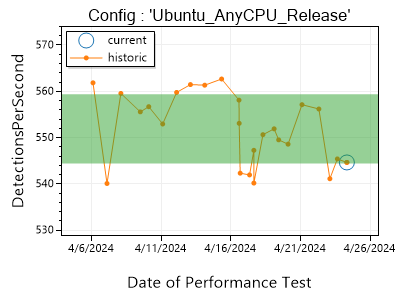 Config : 'Ubuntu_AnyCPU_Release'
current
historic
DetectionsPerSecond
570
560
550
540
530
4/6/2024
4/11/2024
4/16/2024
4/21/2024
4/26/2024
Date of Performance Test